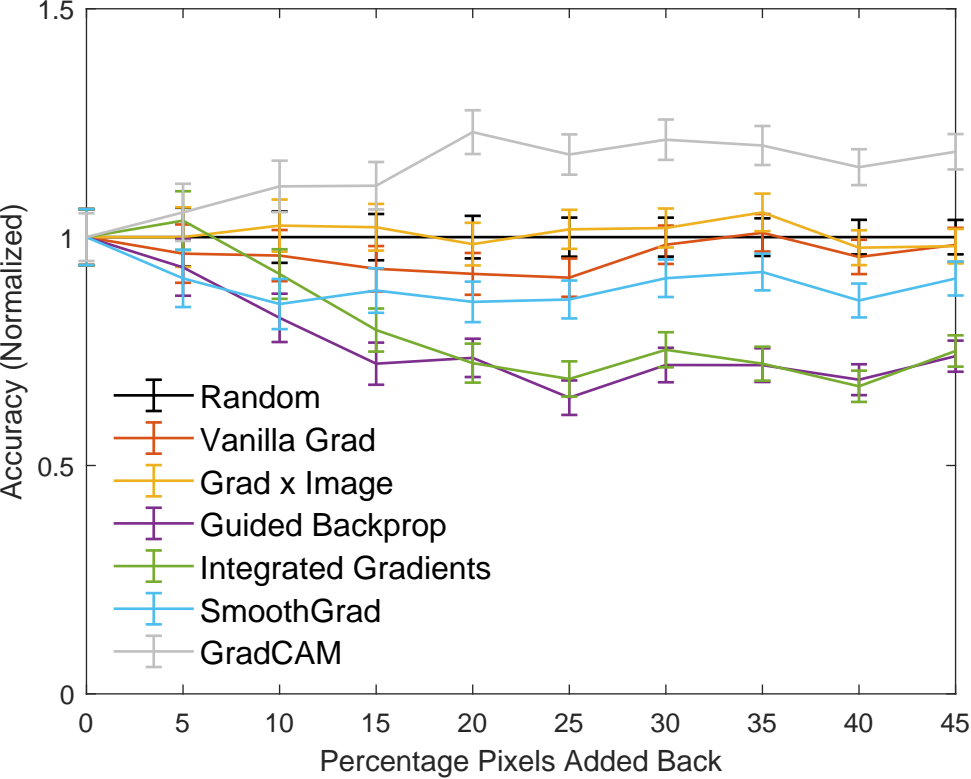 1.5
1
0.5
0
Accuracy (Normalized)
Random
Vanilla Grad
Grad x Image
Guided Backprop
Integrated Gradients
SmoothGrad
GradCAM
0 5 10 15 20 25 30 35 40 45
Percentage Pixels Added Back